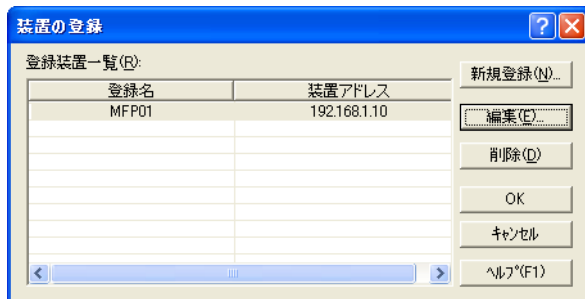 装置の登録
登録装置一覧(R):
登録名 装置アドレス
MFP01 192.168.1.10
新規登録(N)...
編集(E)...
削除(D)
OK
キャンセル
ヘルプ(F1)